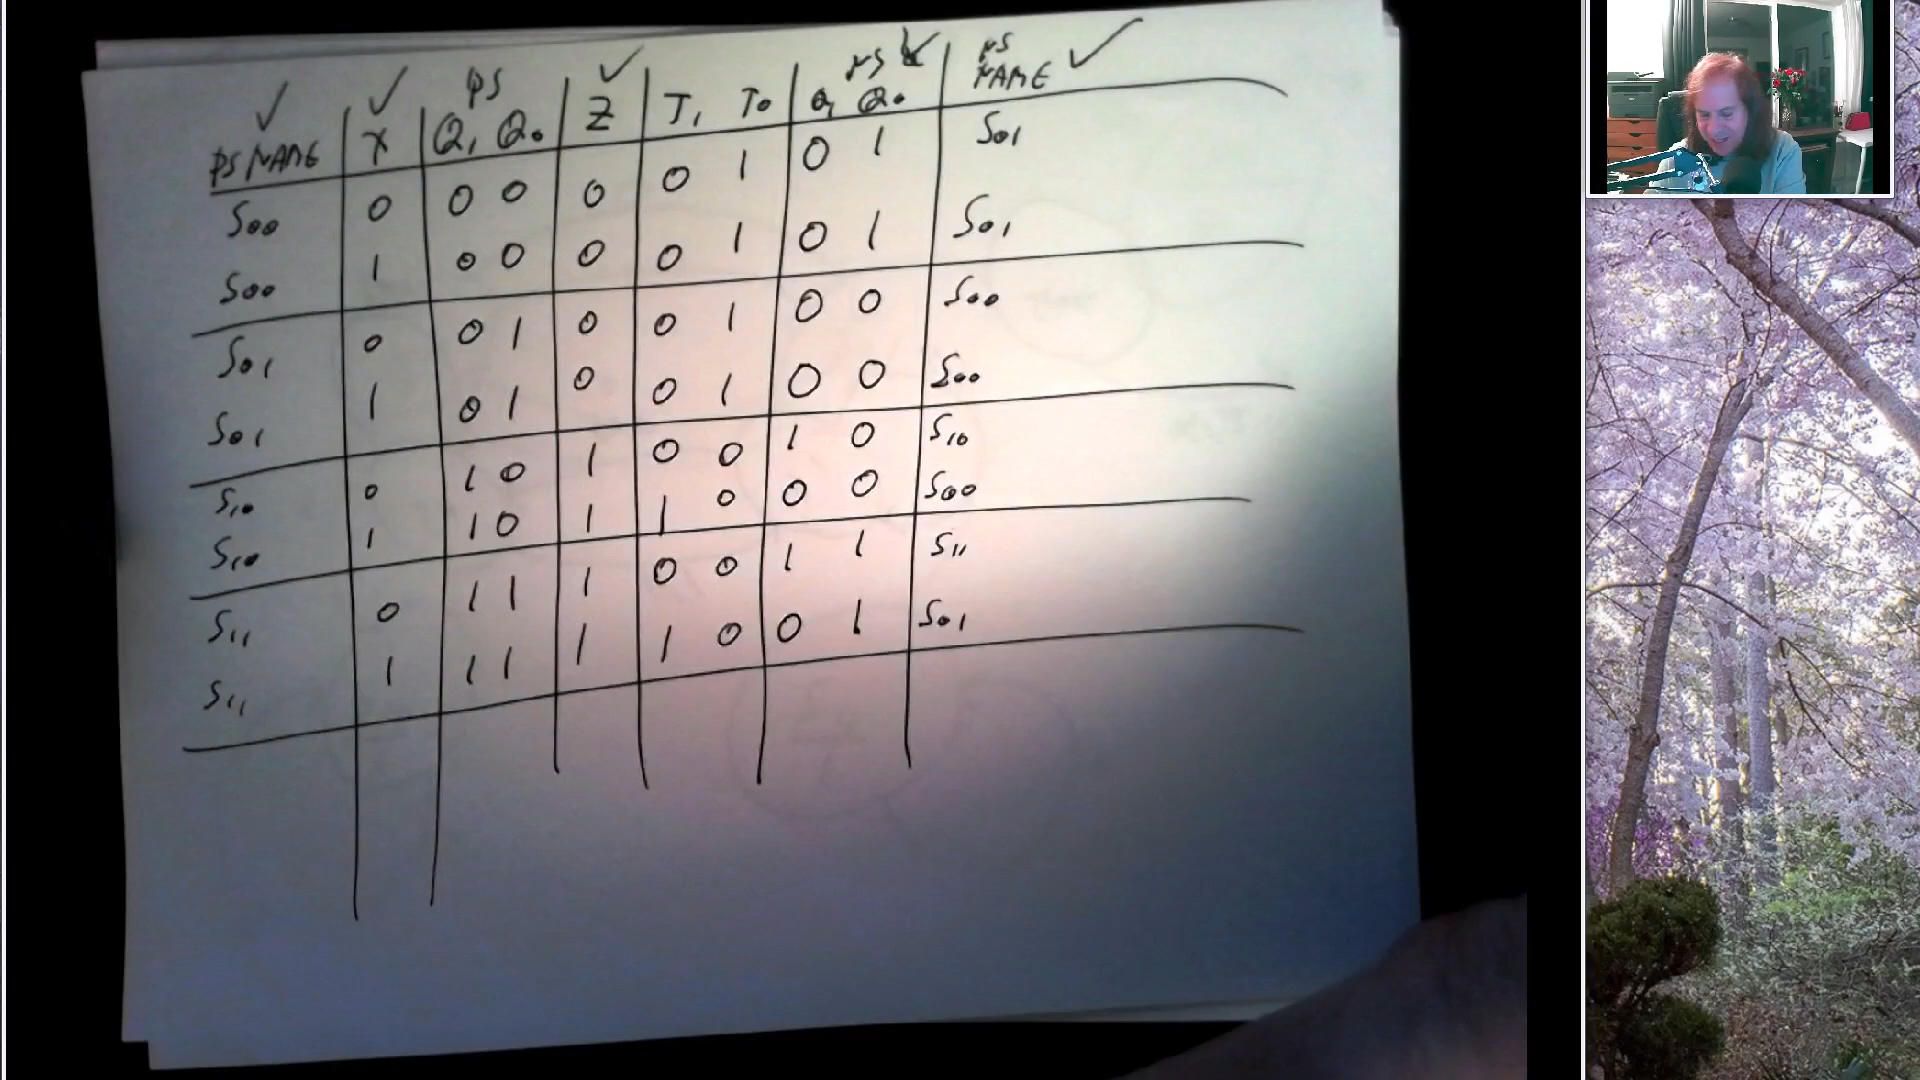 ✓ ✓ PS ✓ NS ✓ NS NAME ✓
PS NAME X Q1 Q0 Z T1 T0 Q1 Q0
S00 0 0 0 0 0 1 0 1 S01
S00 1 0 0 0 0 1 0 1 S01
S01 0 0 1 0 0 1 0 0 S00
S01 1 0 1 0 0 1 0 0 S00
S10 0 1 0 1 0 0 1 0 S10
S10 1 1 0 1 1 0 0 0 S00
S11 0 1 1 1 0 0 1 1 S11
S11 1 1 1 1 1 0 0 1 S01